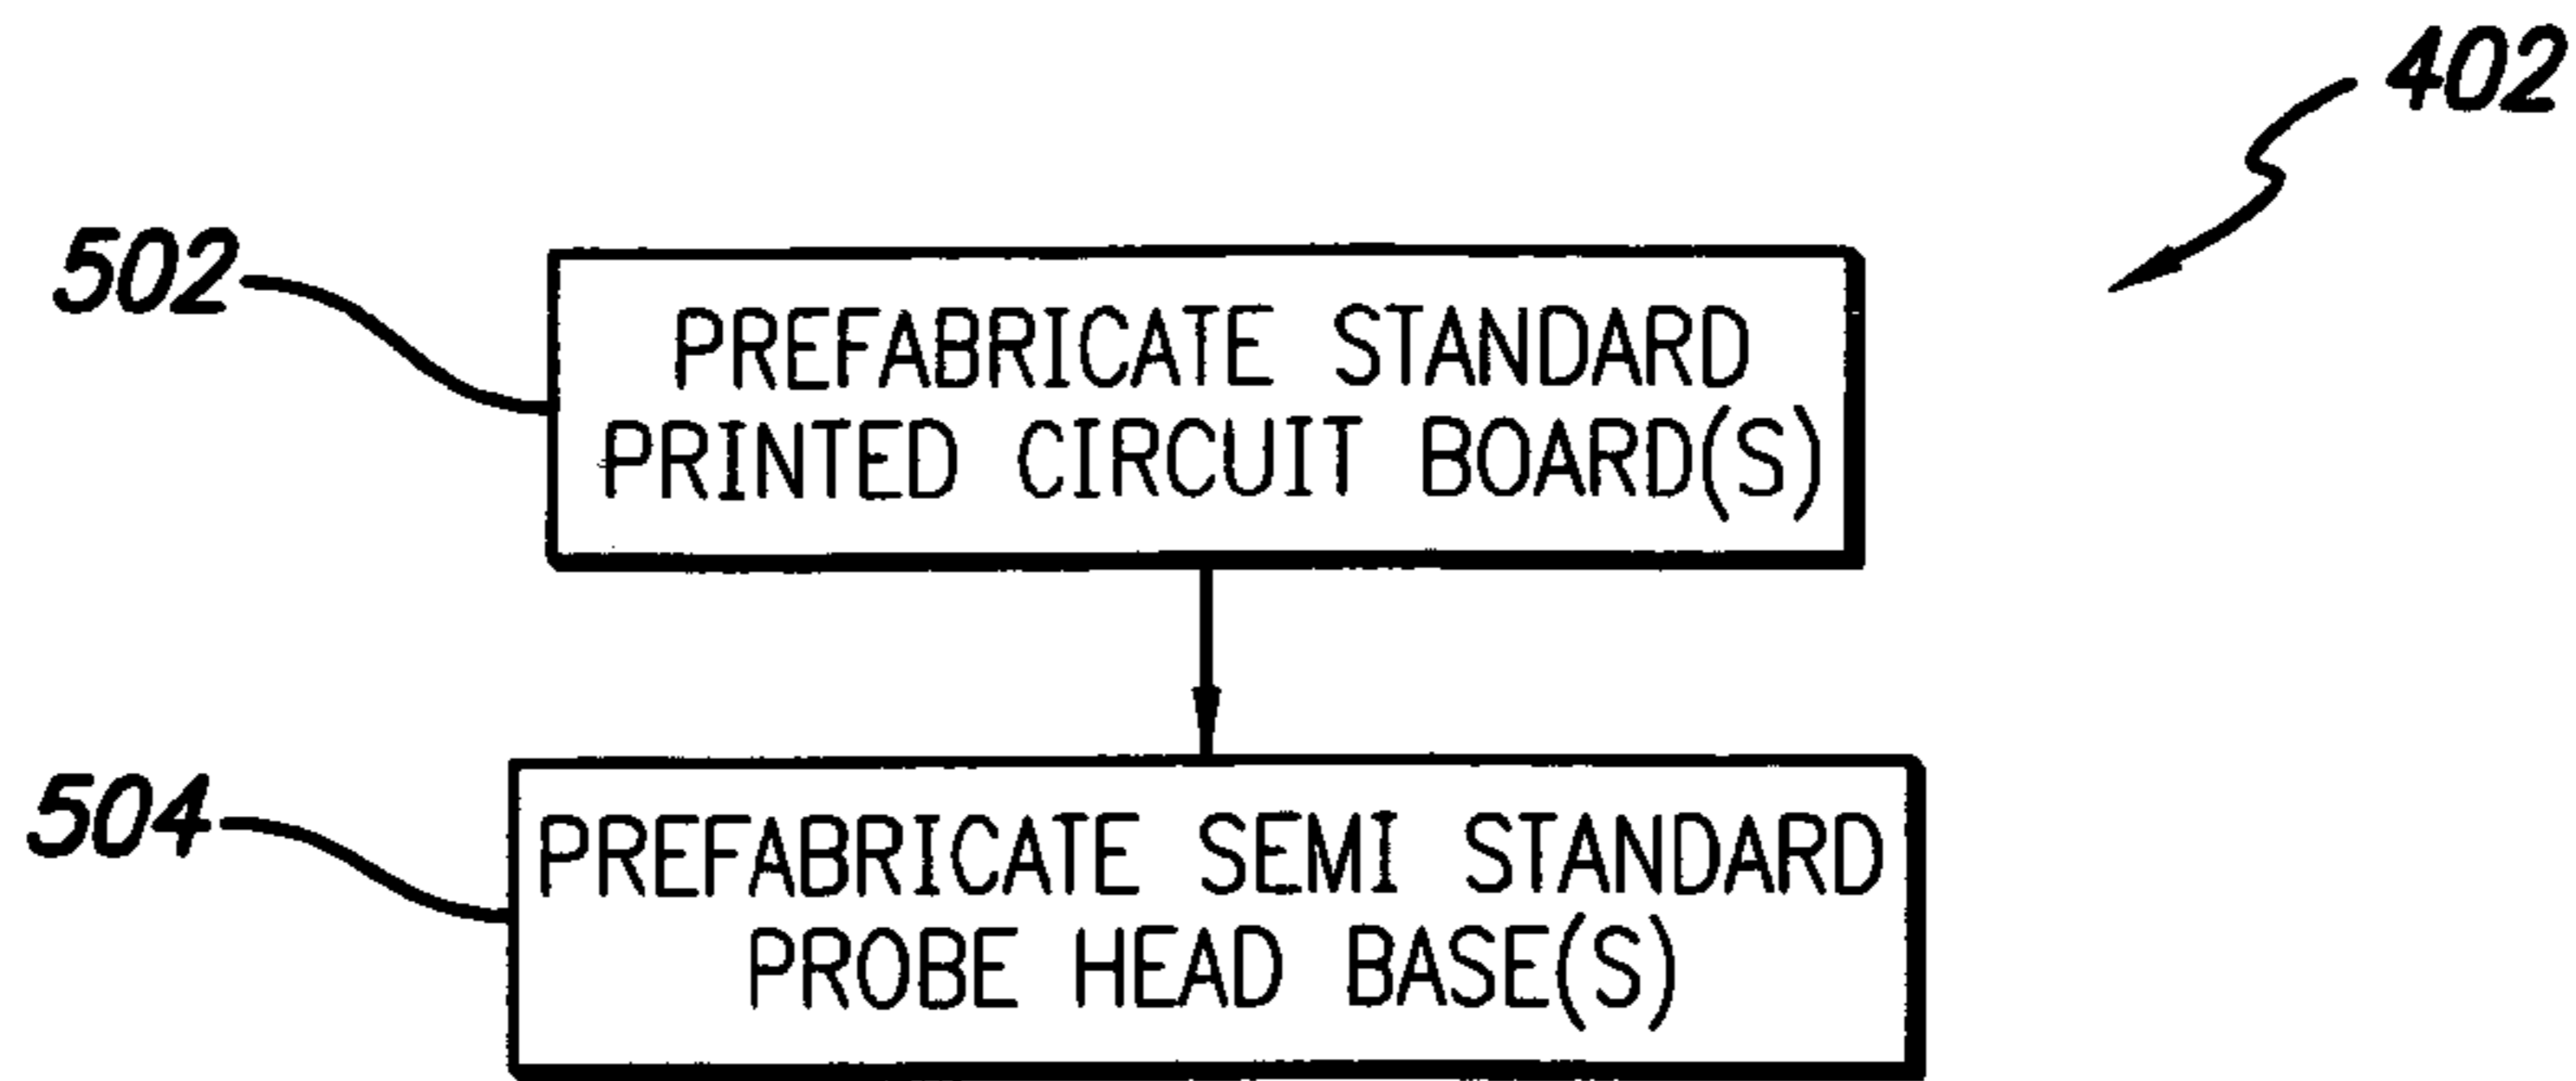 402
502
PREFABRICATE STANDARD
PRINTED CIRCUIT BOARD(S)
504
PREFABRICATE SEMI STANDARD
PROBE HEAD BASE(S)